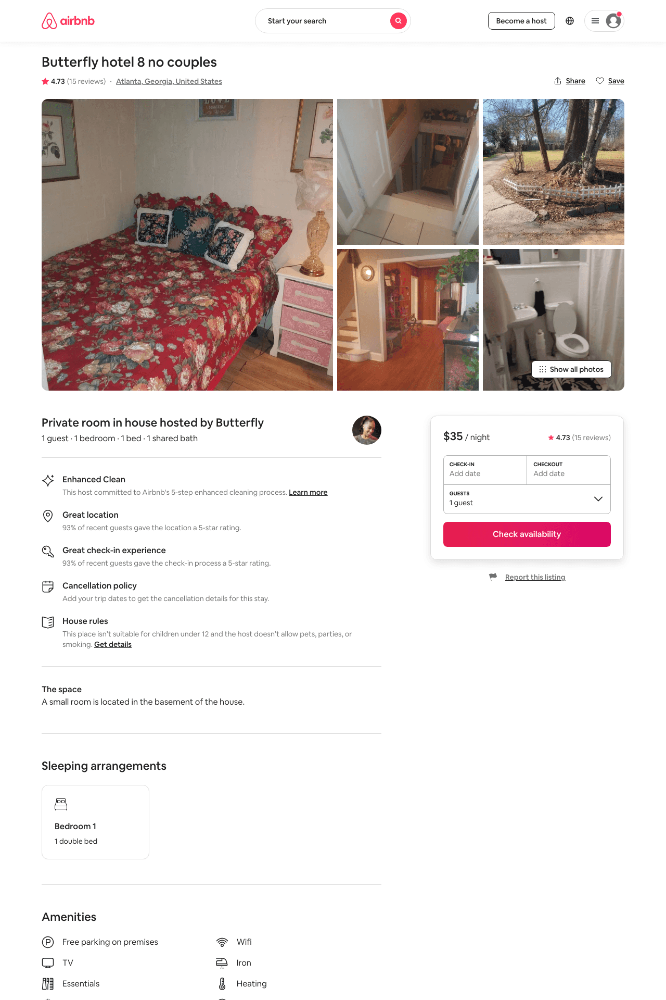 airbnb
Start your search
Become a host
Butterfly hotel 8 no couples
4.73 (15 reviews) · Atlanta, Georgia, United States
Share
Save
LOVE
Show all photos
Private room in house hosted by Butterfly
1 guest · 1 bedroom · 1 bed · 1 shared bath
$35 / night
4.73 (15 reviews)
CHECK-IN
Add date
CHECKOUT
Add date
GUESTS
1 guest
Check availability
Report this listing
Enhanced Clean
This host committed to Airbnb's 5-step enhanced cleaning process. Learn more
Great location
93% of recent guests gave the location a 5-star rating.
Great check-in experience
93% of recent guests gave the check-in process a 5-star rating.
Cancellation policy
Add your trip dates to get the cancellation details for this stay.
House rules
This place isn’t suitable for children under 12 and the host doesn’t allow pets, parties, or
smoking. Get details
The space
A small room is located in the basement of the house.
Sleeping arrangements
Bedroom 1
1 double bed
Amenities
Free parking on premises
Wifi
TV
Iron
Essentials
Heating